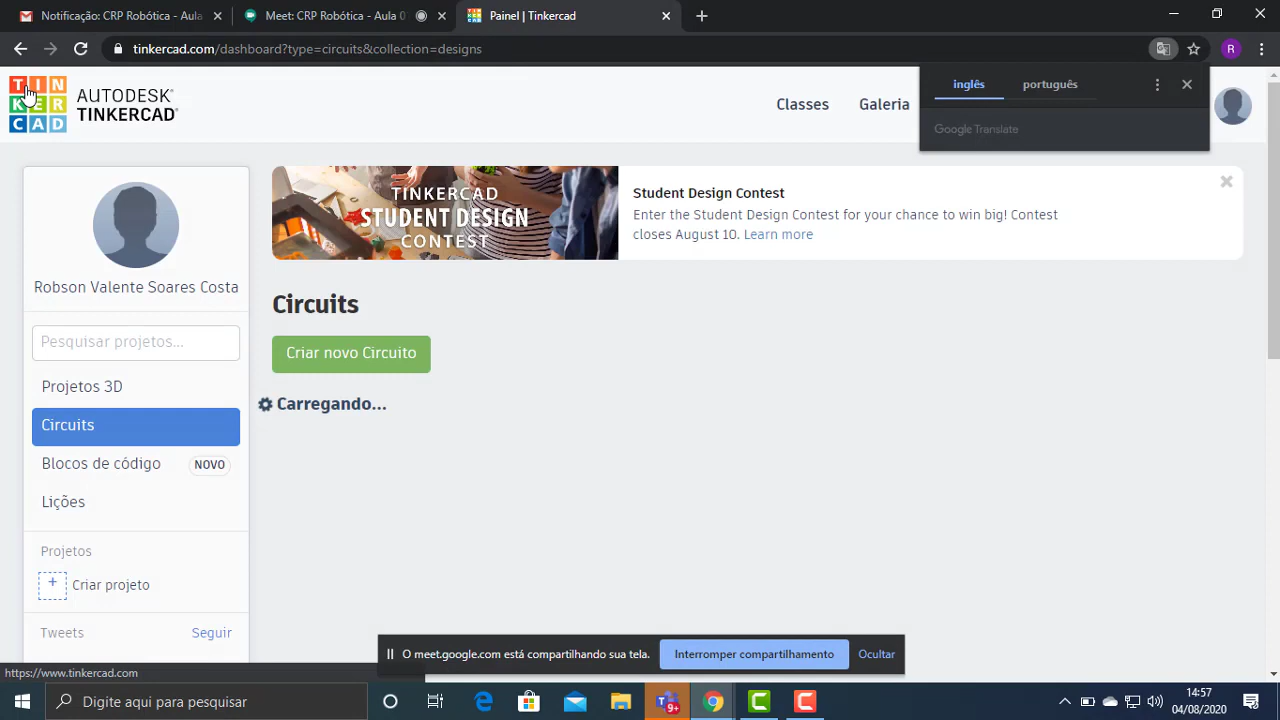 Notificação: CRP Robótica - Aula
Meet: CRP Robótica - Aula 0
Painel | Tinkercad
tinkercad.com/dashboard?type=circuits&collection=designs
R
TIN
KER
CAD
AUTODESK®
TINKERCAD®
Classes
Galeria
inglês
português
Google Translate
Robson Valente Soares Costa
Pesquisar projetos...
Projetos 3D
Circuits
Blocos de código
NOVO
Lições
Projetos
+ Criar projeto
Tweets
Seguir
TINKERCAD
STUDENT DESIGN
CONTEST
Student Design Contest
Enter the Student Design Contest for your chance to win big! Contest
closes August 10. Learn more
Circuits
Criar novo Circuito
Carregando...
O meet.google.com está compartilhando sua tela.
Interromper compartilhamento
Ocultar
https://www.tinkercad.com
Digite aqui para pesquisar
9+
14:57
04/08/2020